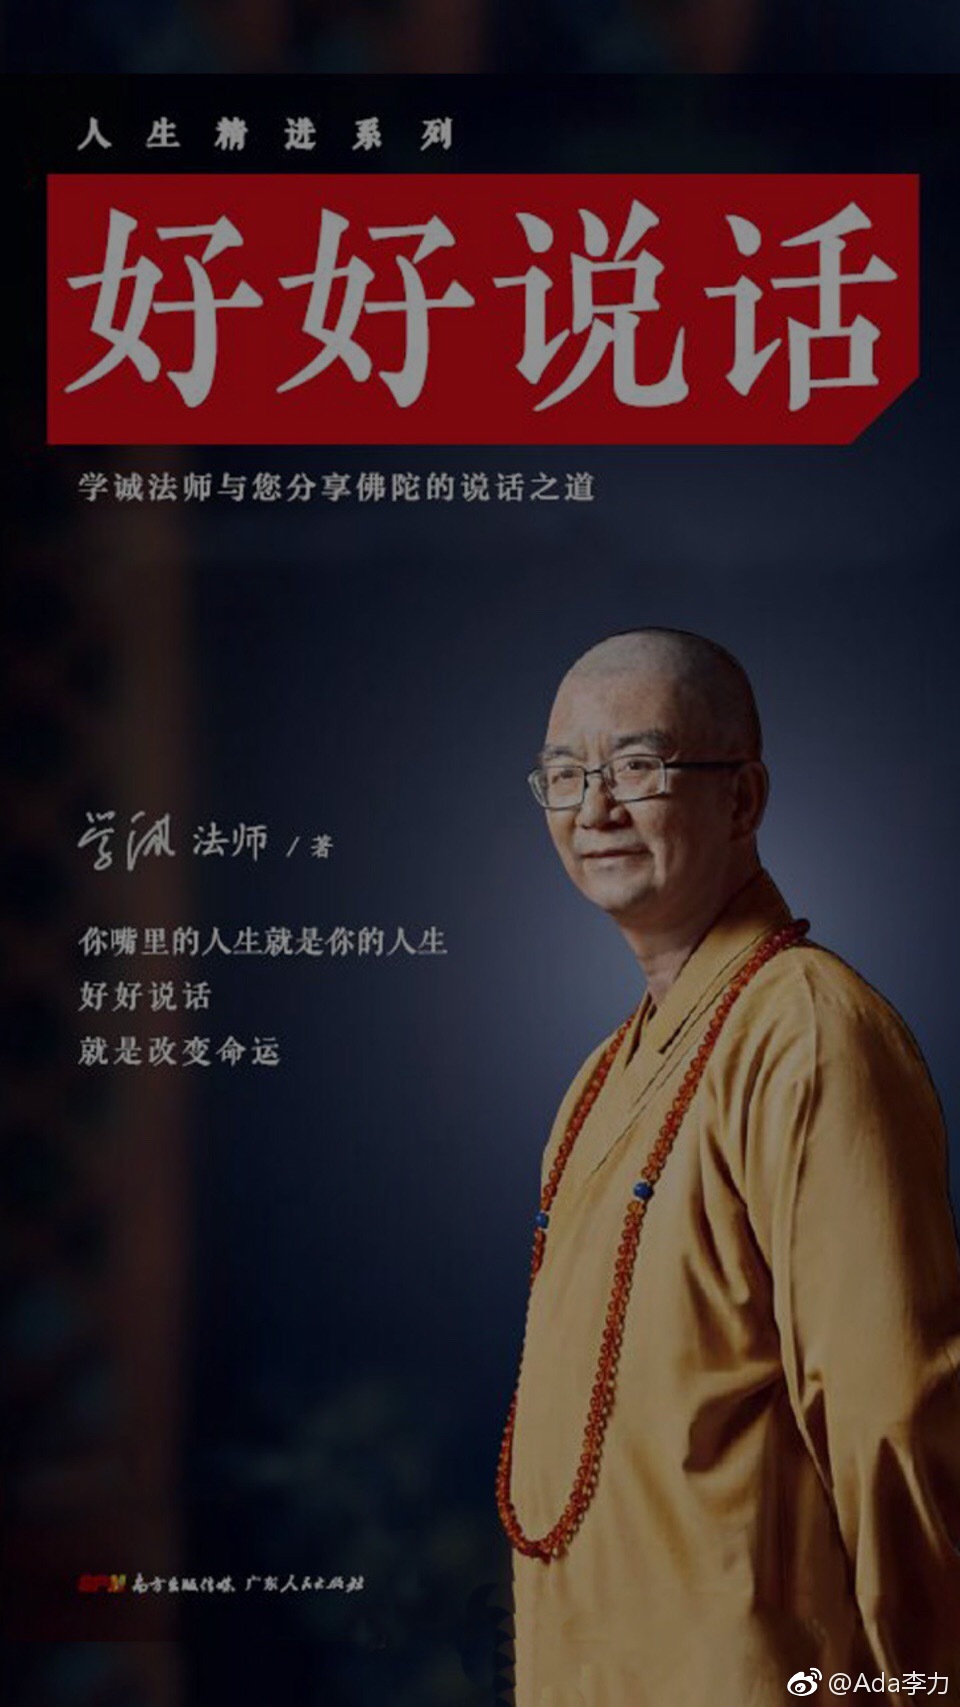 人生精进系列
好好说话
学诚法师与您分享佛陀的说话之道
学诚 法师 / 著
你嘴里的人生就是你的人生
好好说话
就是改变命运
南方出版传媒 广东人民出版社
@Ada李力